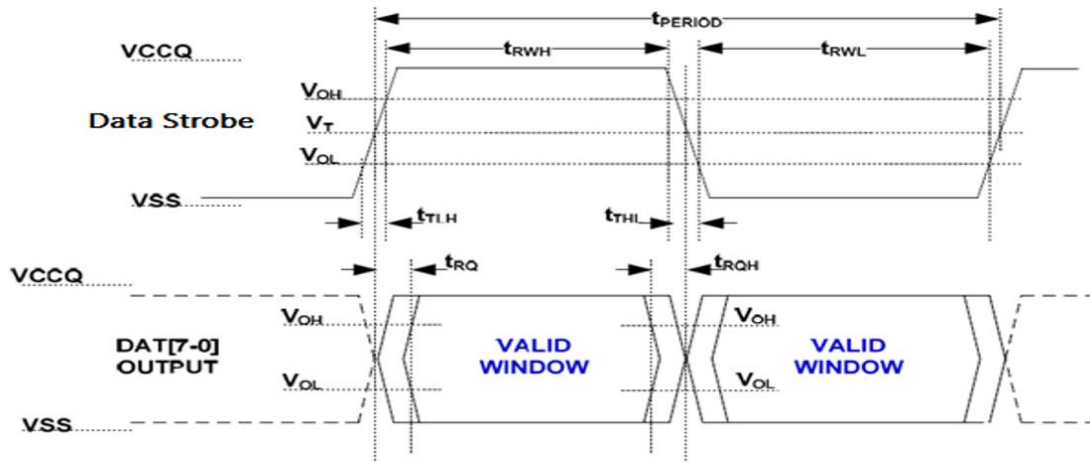 tPERIOD
VCCQ
tRWH
tRWL
VOH
Data Strobe
VT
VOL
VSS
tTLH
tTHL
VCCQ
tRQ
tRQH
VOH
VOH
DAT[7-0]
OUTPUT
VALID
WINDOW
VALID
WINDOW
VOL
VOL
VSS